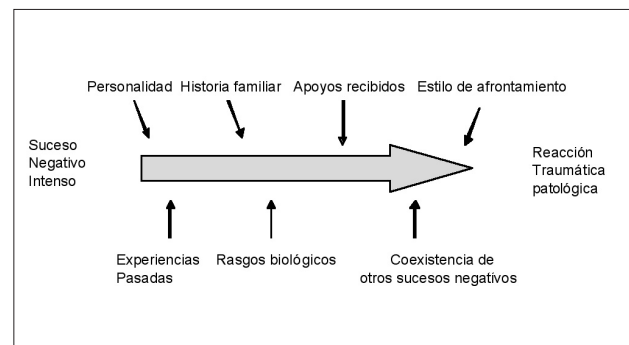 Personalidad Historia familiar Apoyos recibidos Estilo de afrontamiento
Suceso
Negativo
Intenso
Reacción
Traumática
patológica
Experiencias
Pasadas
Rasgos biológicos
Coexistencia de
otros sucesos negativos